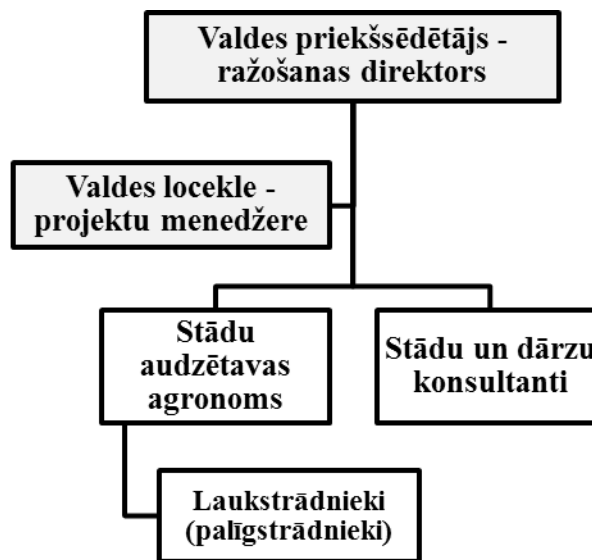 Valdes priekšsēdētājs -
ražošanas direktors
Valdes locekle -
projektu menedžere
Stādu
audzētavas
agronoms
Stādu un dārzu
konsultanti
Laukstrādnieki
(palīgstrādnieki)